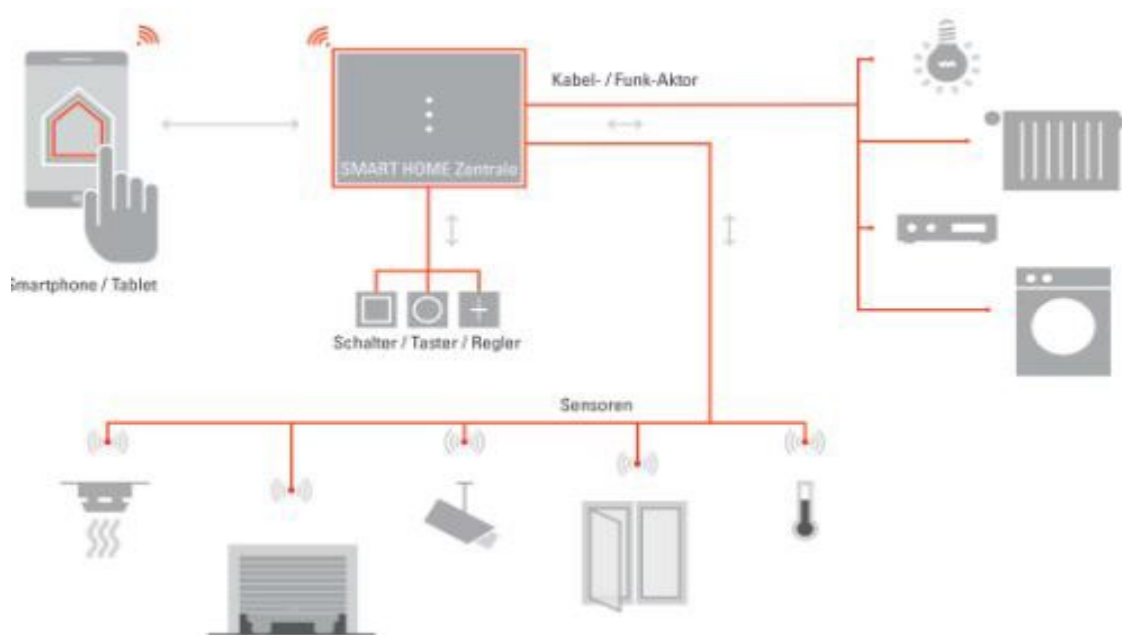 Kabel- / Funk-Aktor
SMART HOME Zentrale
Smartphone / Tablet
Schalter / Taster / Regler
Sensoren